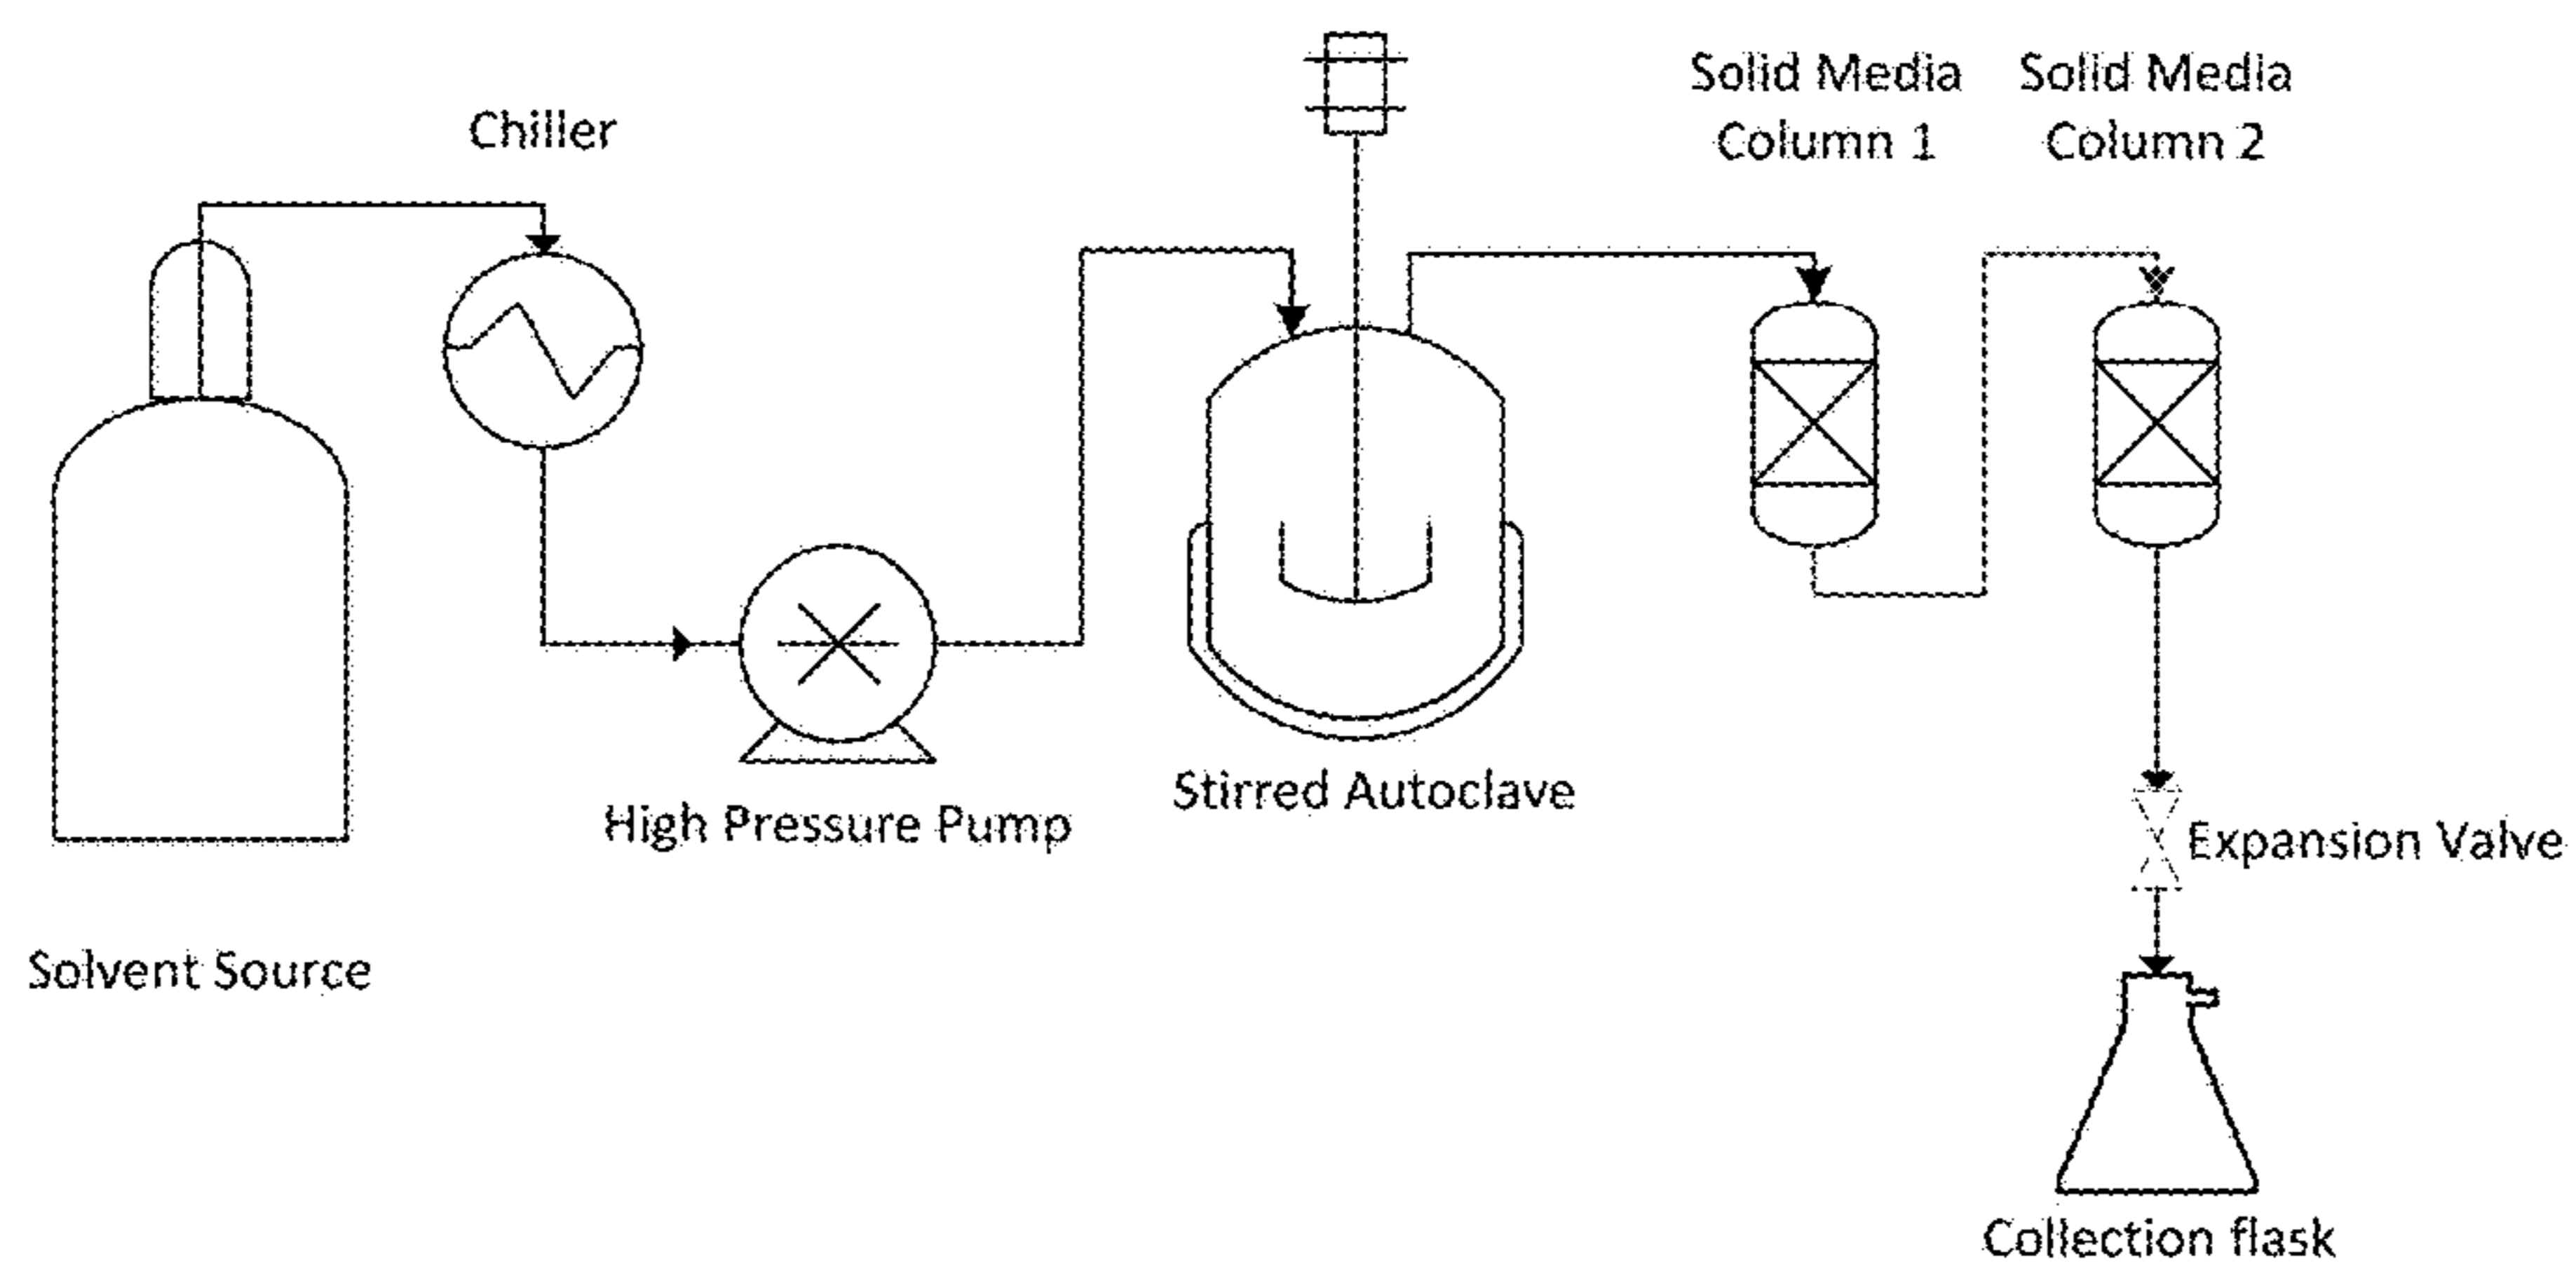 Chiller
Solid Media
Column 1
Solid Media
Column 2
High Pressure Pump
Stirred Autoclave
Expansion Valve
Solvent Source
Collection flask